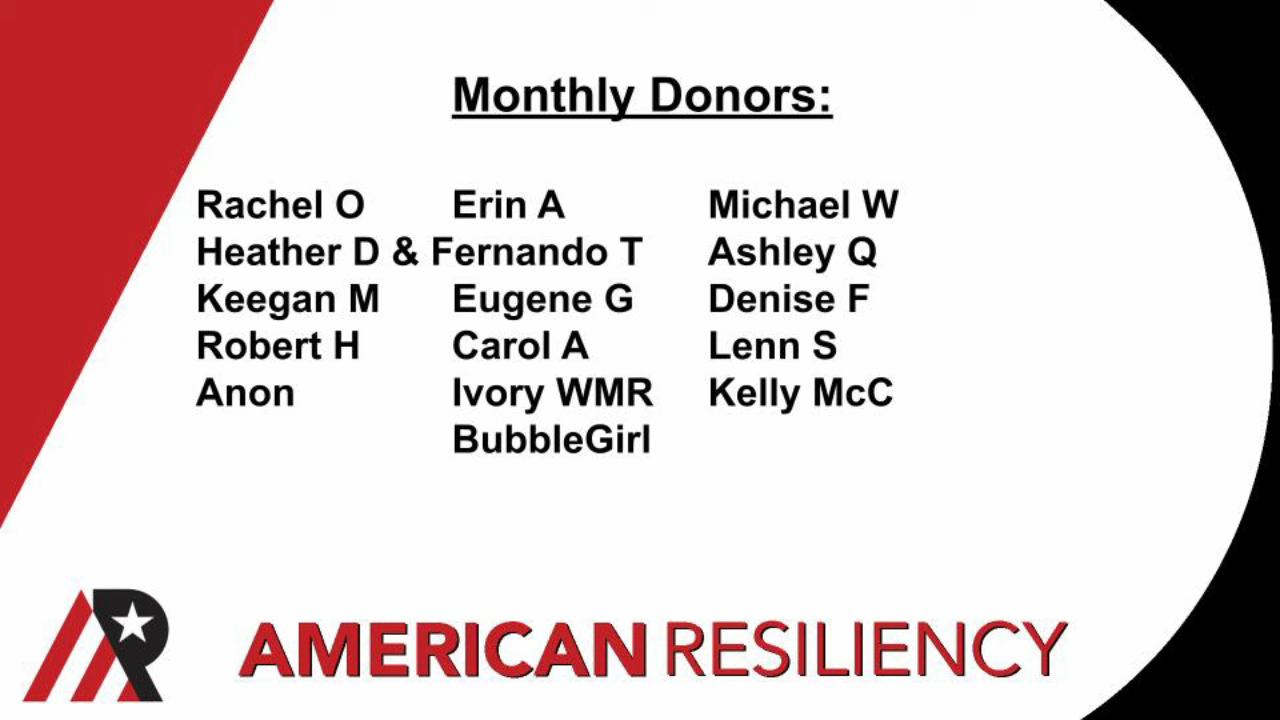 Monthly Donors:
Rachel O Erin A Michael W
Heather D & Fernando T Ashley Q
Keegan M Eugene G Denise F
Robert H Carol A Lenn S
Anon Ivory WMR Kelly McC
BubbleGirl
AMERICAN RESILIENCY